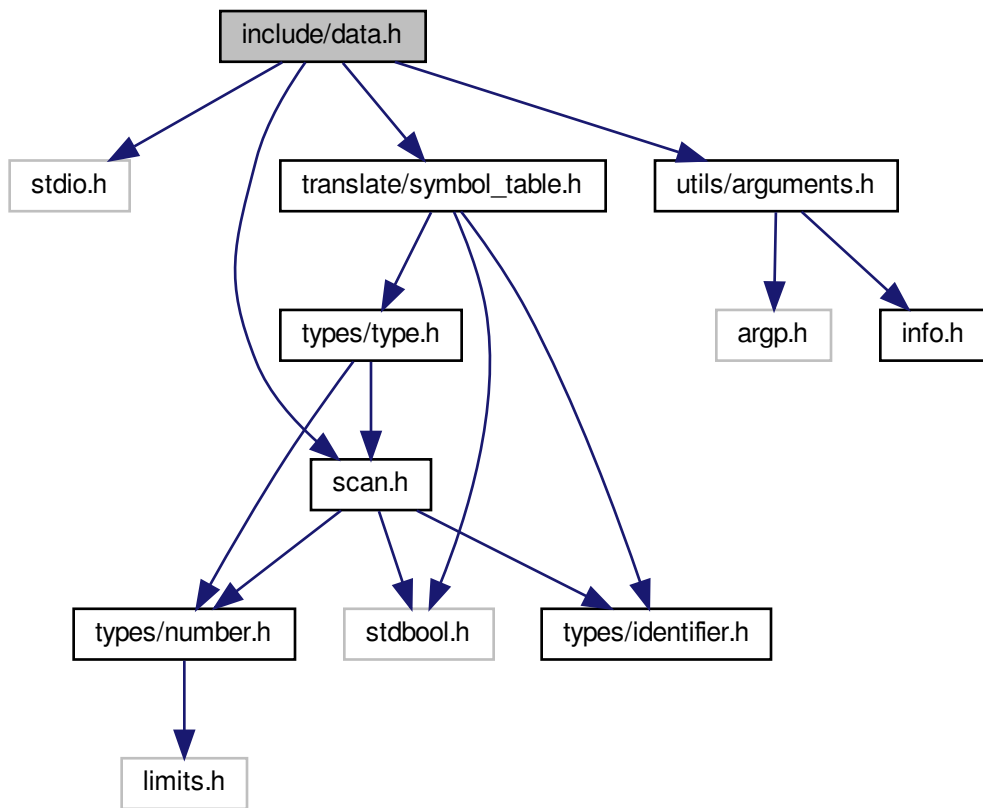 include/data.h
stdio.h
translate/symbol_table.h
utils/arguments.h
types/type.h
argp.h
info.h
scan.h
types/number.h
stdbool.h
types/identifier.h
limits.h